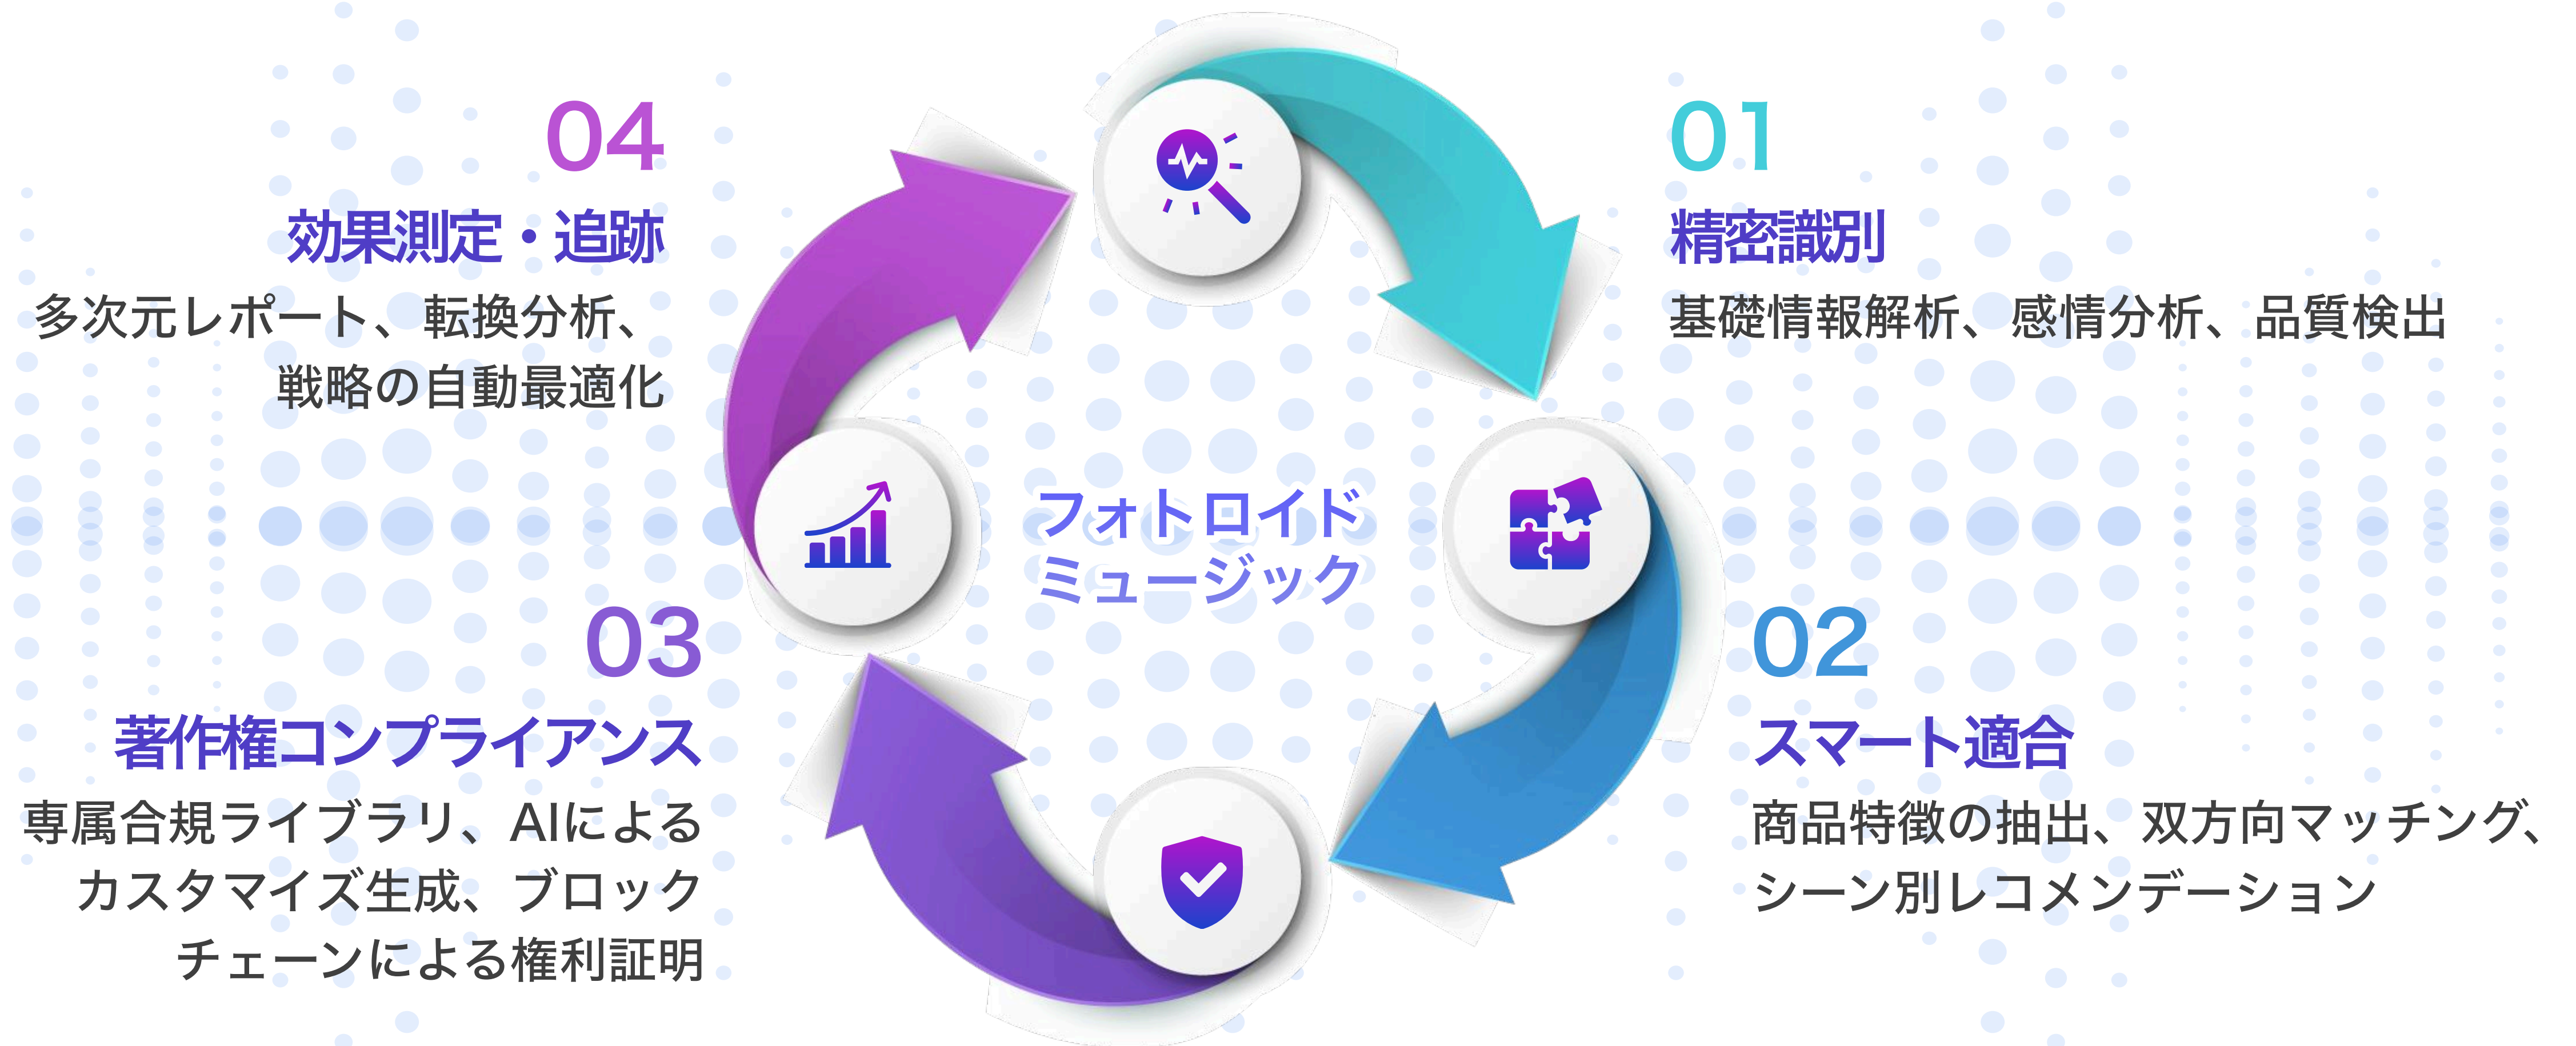 01
精密識別
基礎情報解析、感情分析、品質検出
02
スマート適合
商品特徴の抽出、双方向マッチング、
シーン別レコメンデーション
03
著作権コンプライアンス
専属合規ライブラリ、AIによる
カスタマイズ生成、ブロック
チェーンによる権利証明
04
効果測定・追跡
多次元レポート、転換分析、
戦略の自動最適化
フォトロイド
ミュージック